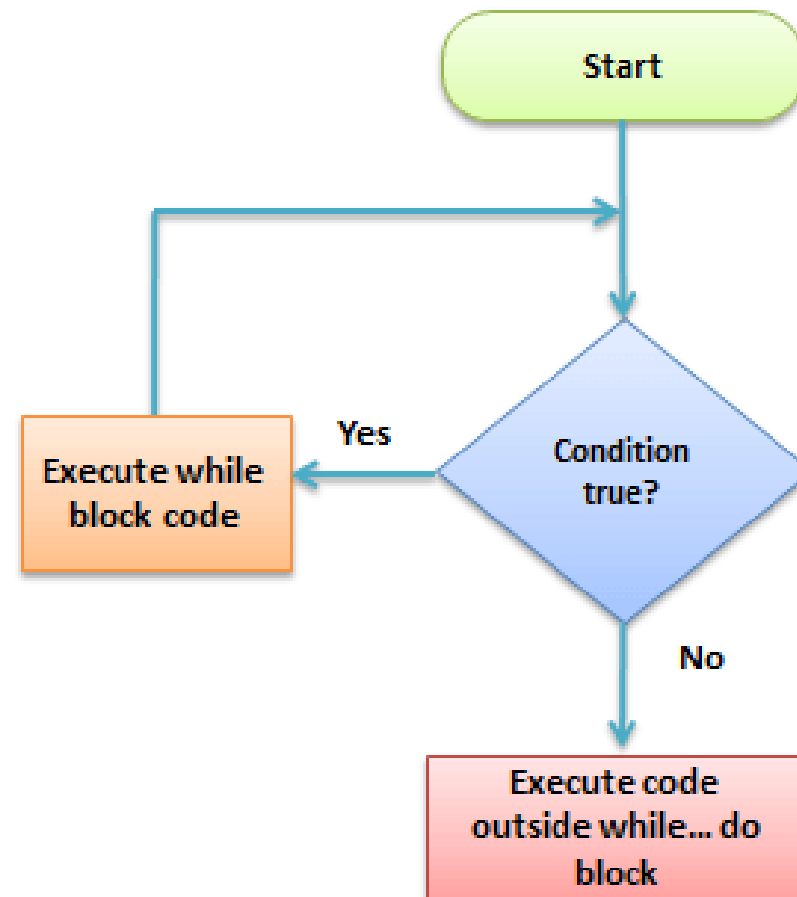 Start
Yes
Condition
true?
Execute while
block code
No
Execute code
outside while... do
block